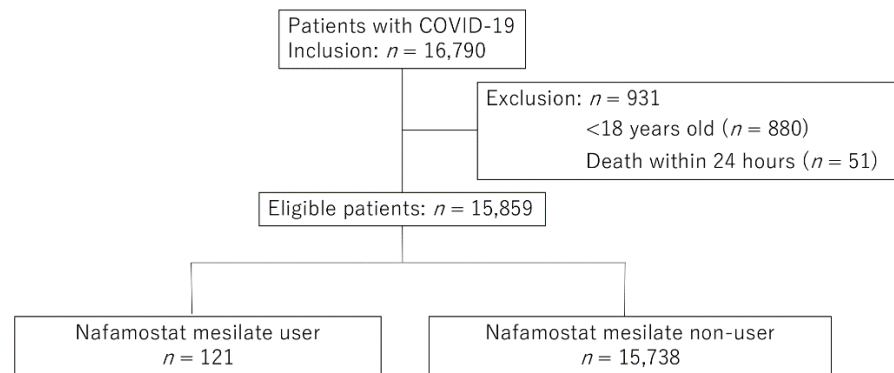 Patients with COVID-19
Inclusion: n = 16,790
Exclusion: n = 931
<18 years old (n = 880)
Death within 24 hours (n = 51)
Eligible patients: n = 15,859
Nafamostat mesilate user
n = 121
Nafamostat mesilate non-user
n = 15,738